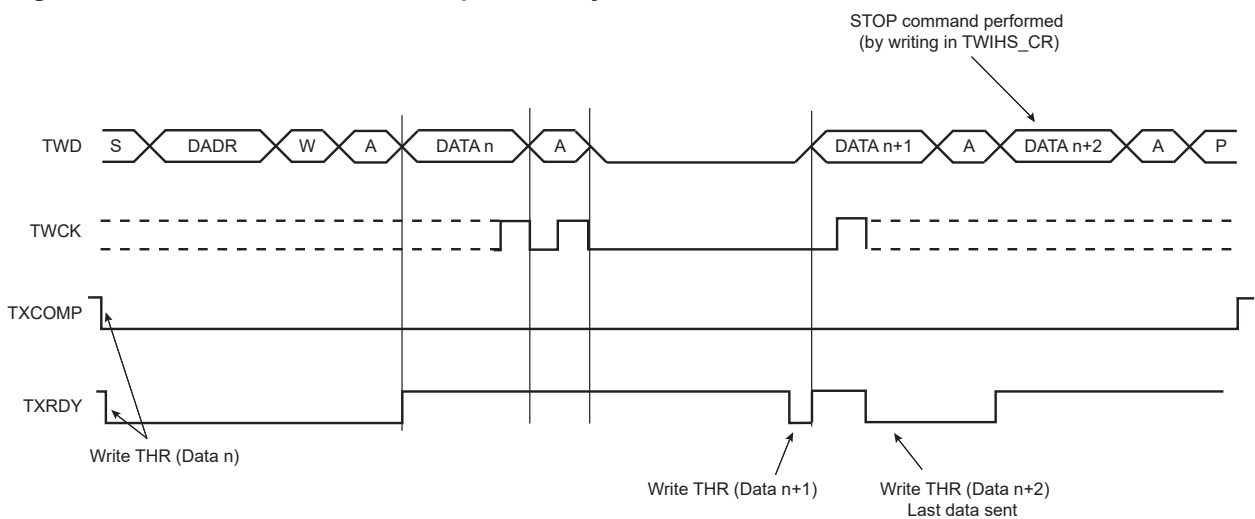 STOP command performed
(by writing in TWIHS_CR)
TWD S DADR W A DATA n A DATA n+1 A DATA n+2 A P
TWCK
TXCOMP
TXRDY
Write THR (Data n)
Write THR (Data n+1)
Write THR (Data n+2)
Last data sent